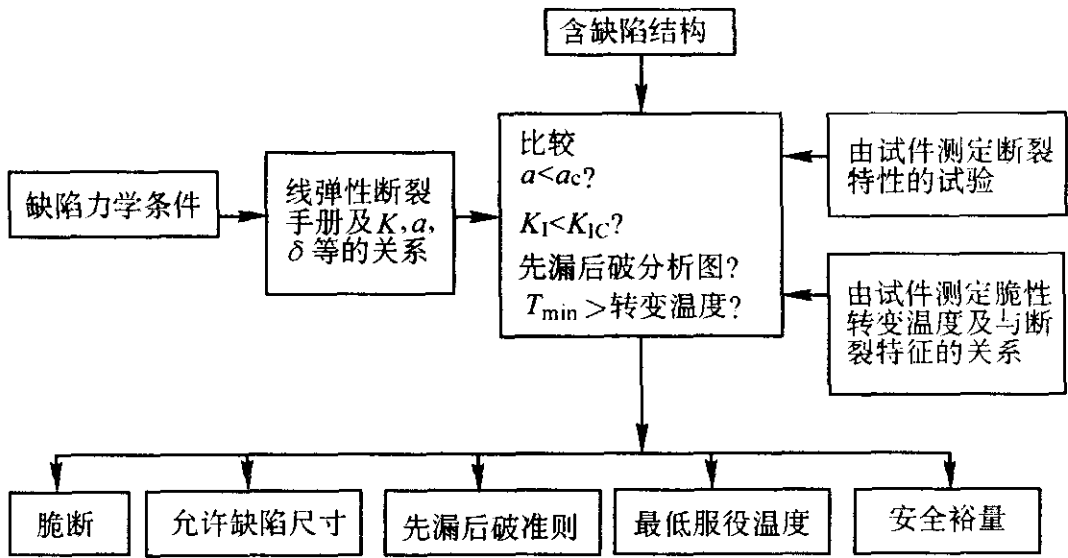 含缺陷结构
缺陷力学条件
线弹性断裂
手册及K,a,
δ等的关系
比较
a<ac?
KI<KIC?
先漏后破分析图?
Tmin>转变温度?
由试件测定断裂
特性的试验
由试件测定脆性
转变温度及与断
裂特征的关系
脆断
允许缺陷尺寸
先漏后破准则
最低服役温度
安全裕量